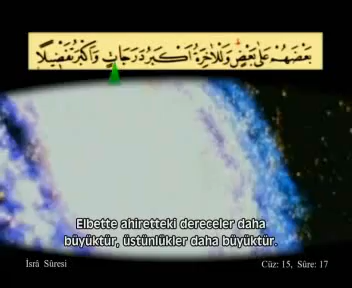 بَعْضَهُمْ عَلٰى بَعْضٍ وَلَلْاٰخِرَةُ اَكْبَرُ دَرَجَاتٍ وَاَكْبَرُ تَفْضٖيلًا
Elbette ahiretteki dereceler daha
büyüktür, üstünlükler daha büyüktür.
İsrâ Sûresi Cüz: 15, Sûre: 17